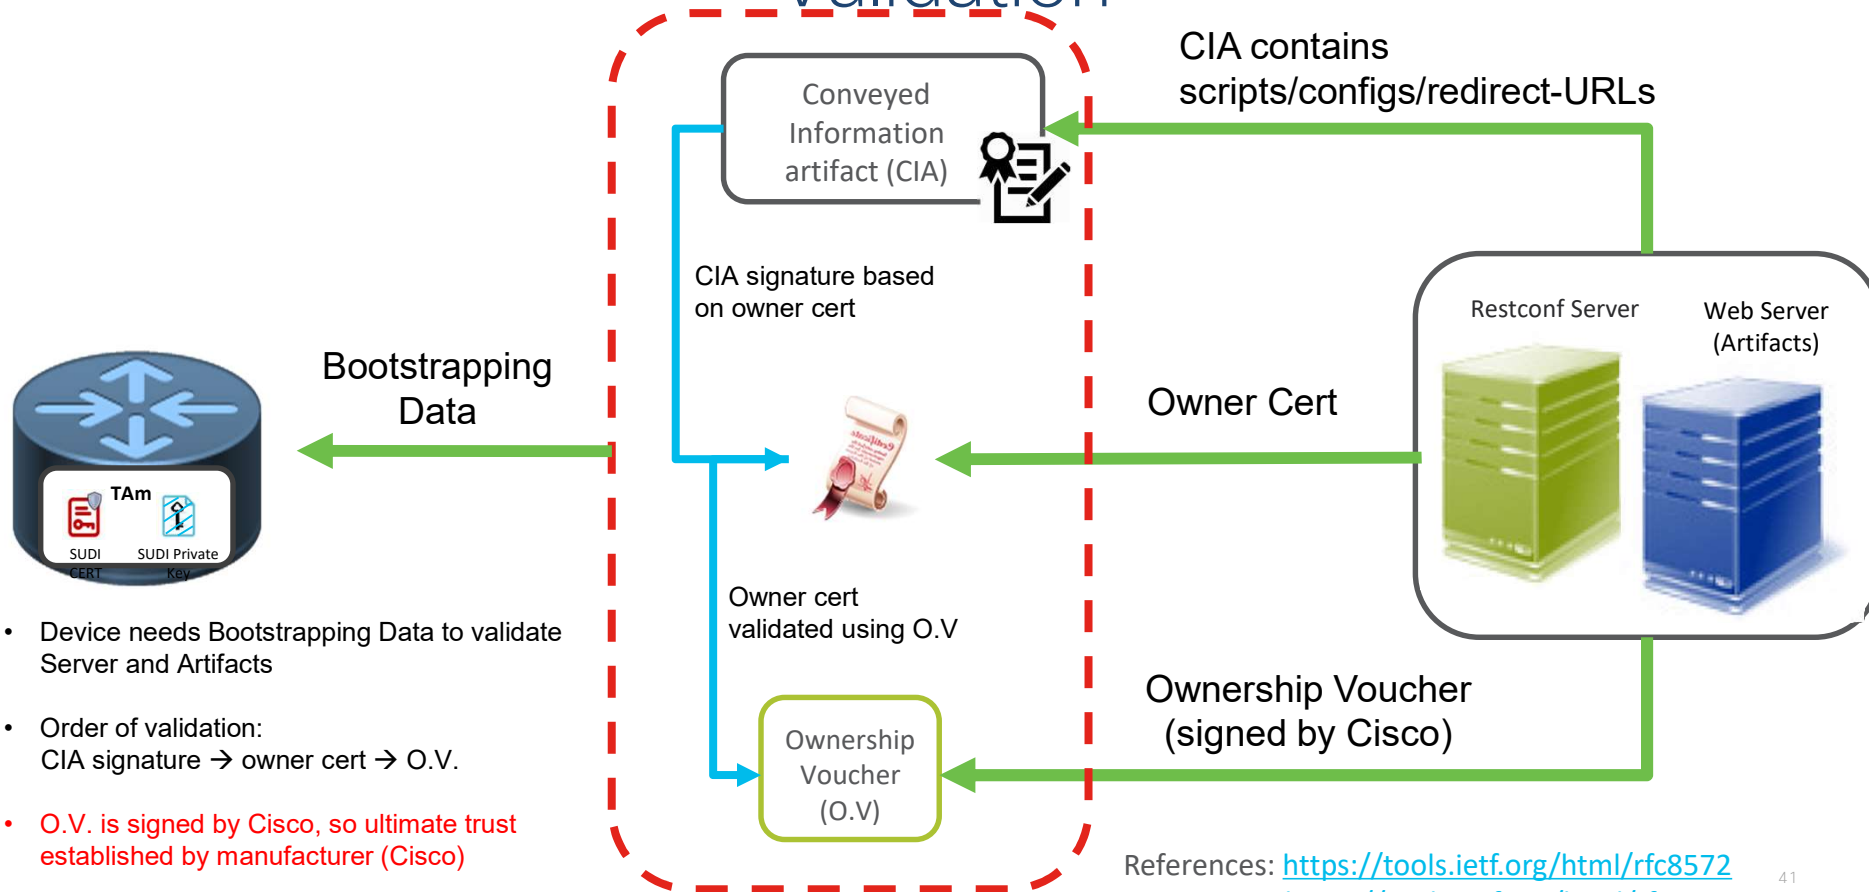 Validation
CIA contains
scripts/configs/redirect-URLs
Conveyed
Information
artifact (CIA)
CIA signature based
on owner cert
Restconf Server
Web Server
(Artifacts)
Bootstrapping
Data
Owner Cert
TAm
SUDI
CERT
SUDI Private
Key
Owner cert
validated using O.V
• Device needs Bootstrapping Data to validate
Server and Artifacts
• Order of validation:
CIA signature → owner cert → O.V.
• O.V. is signed by Cisco, so ultimate trust
established by manufacturer (Cisco)
Ownership
Voucher
(O.V)
Ownership Voucher
(signed by Cisco)
References: https://tools.ietf.org/html/rfc8572
41